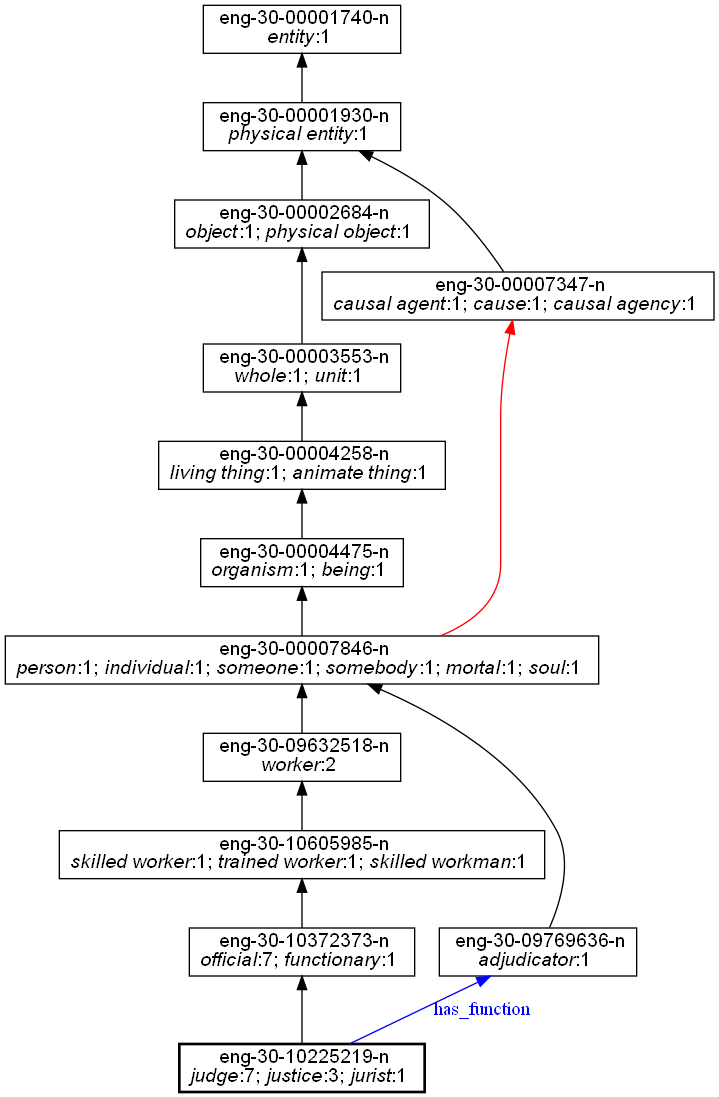 eng-30-00001740-n
entity:1
eng-30-00001930-n
physical entity:1
eng-30-00002684-n
object:1; physical object:1
eng-30-00007347-n
causal agent:1; cause:1; causal agency:1
eng-30-00003553-n
whole:1; unit:1
eng-30-00004258-n
living thing:1; animate thing:1
eng-30-00004475-n
organism:1; being:1
eng-30-00007846-n
person:1; individual:1; someone:1; somebody:1; mortal:1; soul:1
eng-30-09632518-n
worker:2
eng-30-10605985-n
skilled worker:1; trained worker:1; skilled workman:1
eng-30-10372373-n
official:7; functionary:1
eng-30-09769636-n
adjudicator:1
has_function
eng-30-10225219-n
judge:7; justice:3; jurist:1